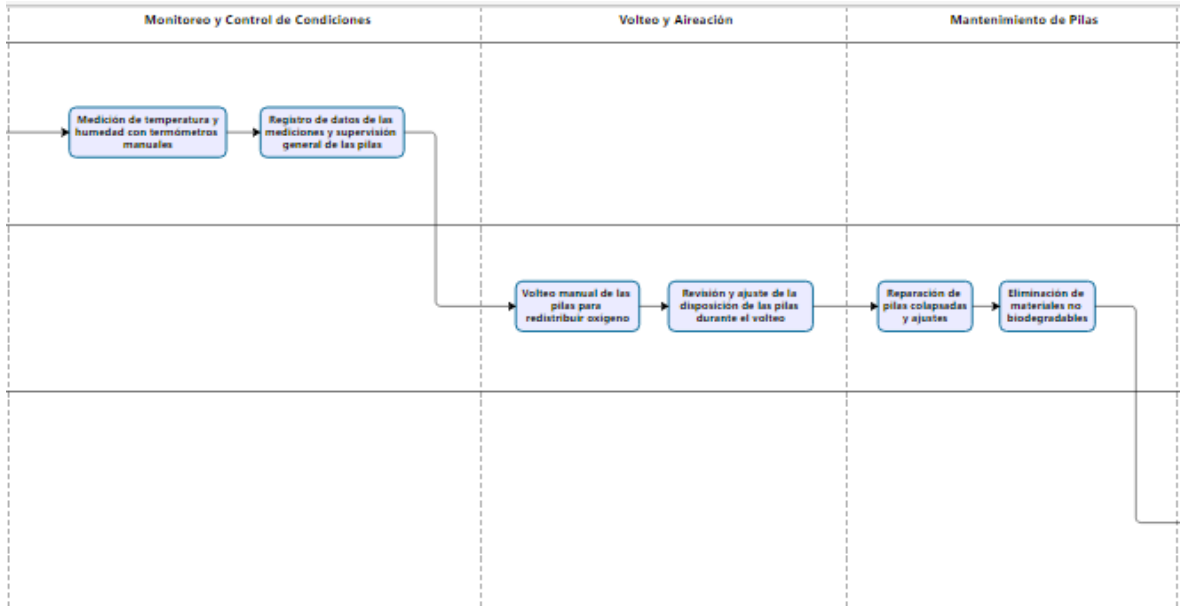 Monitoreo y Control de Condiciones
Volteo y Aireación
Mantenimiento de Pilas
Medición de temperatura y
humedad con termómetros
manuales
Registro de datos de las
mediciones y supervisión
general de las pilas
Volteo manual de las
pilas para
redistribuir oxígeno
Revisión y ajuste de la
disposición de las pilas
durante el volteo
Reparación de
pilas colapsadas
y ajustes
Eliminación de
materiales no
biodegradables